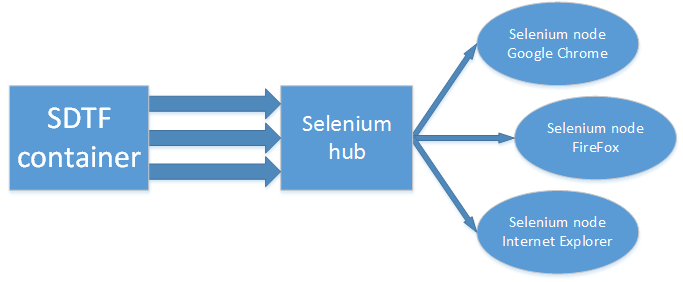 SDTF
container
Selenium
hub
Selenium node
Google Chrome
Selenium node
FireFox
Selenium node
Internet Explorer